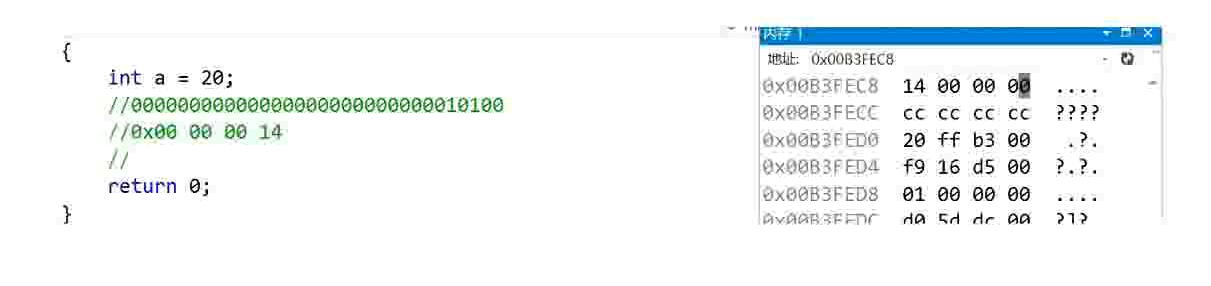 {
int a = 20;
//00000000000000000000000000010100
//0x00 00 00 14
//
return 0;
}
内存 1
地址: 0x00B3FEC8
0x00B3FEC8 14 00 00 00 ....
0x00B3FECC cc cc cc cc ????
0x00B3FED0 20 ff b3 00 .?.
0x00B3FED4 f9 16 d5 00 ?.?.
0x00B3FED8 01 00 00 00 ....
0x00B3FEDC d0 5d dc 00 ?]?